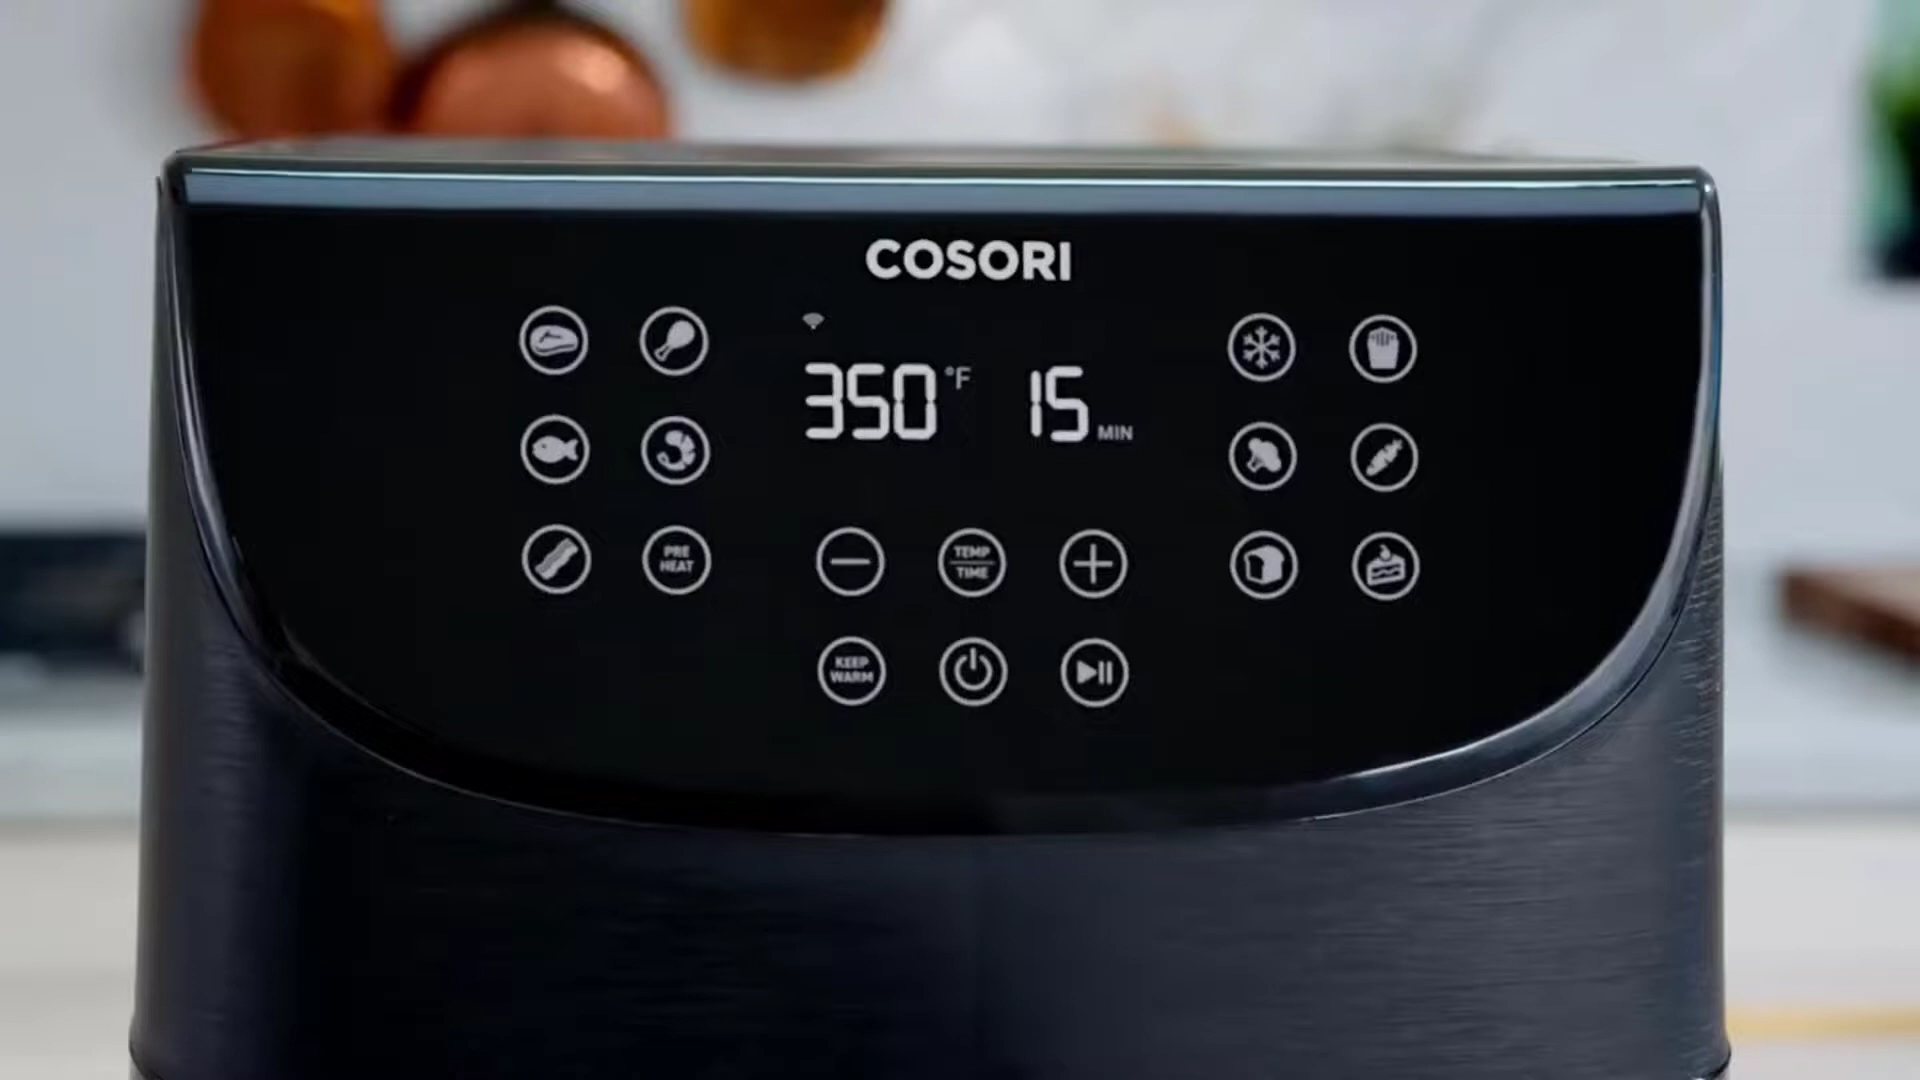 COSORI
350 °F 15 MIN
PRE
HEAT
TEMP
TIME
KEEP
WARM